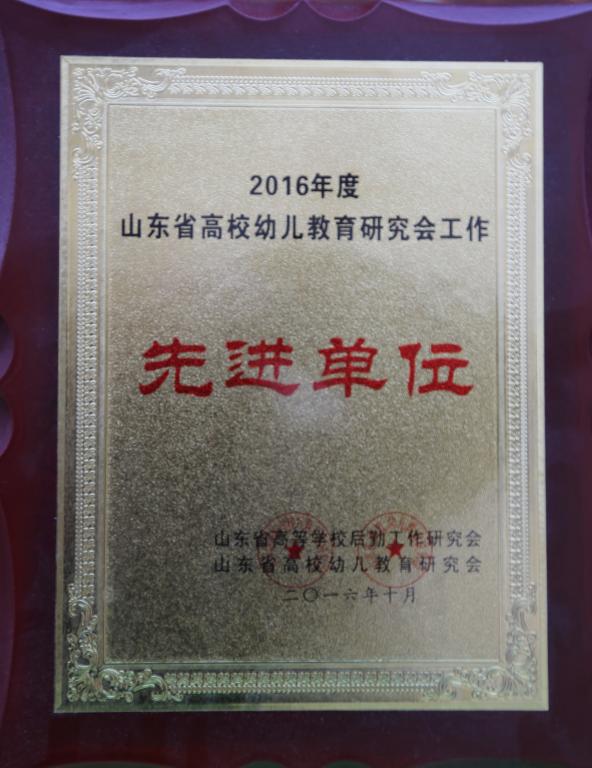 2016年度
山东省高校幼儿教育研究会工作
先进单位
山东省高等学校后勤工作研究会
山东省高校幼儿教育研究会
二〇一六年十月